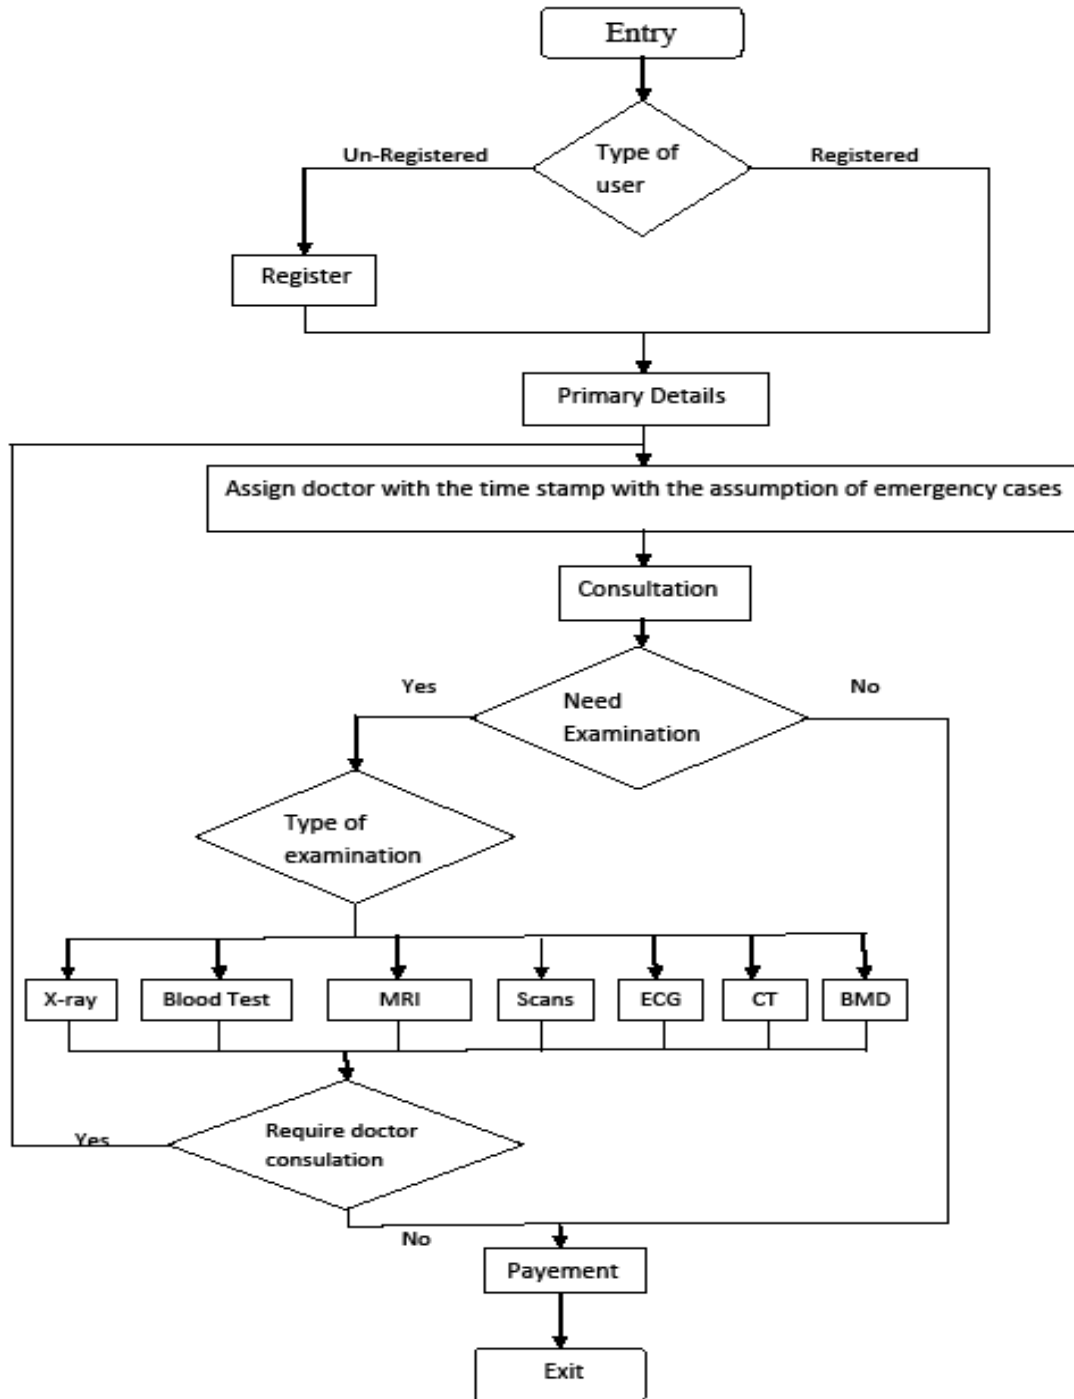 Entry
Type of
user
Un-Registered
Registered
Register
Primary Details
Assign doctor with the time stamp with the assumption of emergency cases
Consultation
Need
Examination
Yes
No
Type of
examination
X-ray
Blood Test
MRI
Scans
ECG
CT
BMD
Require doctor
consulation
Yes
No
Payement
Exit